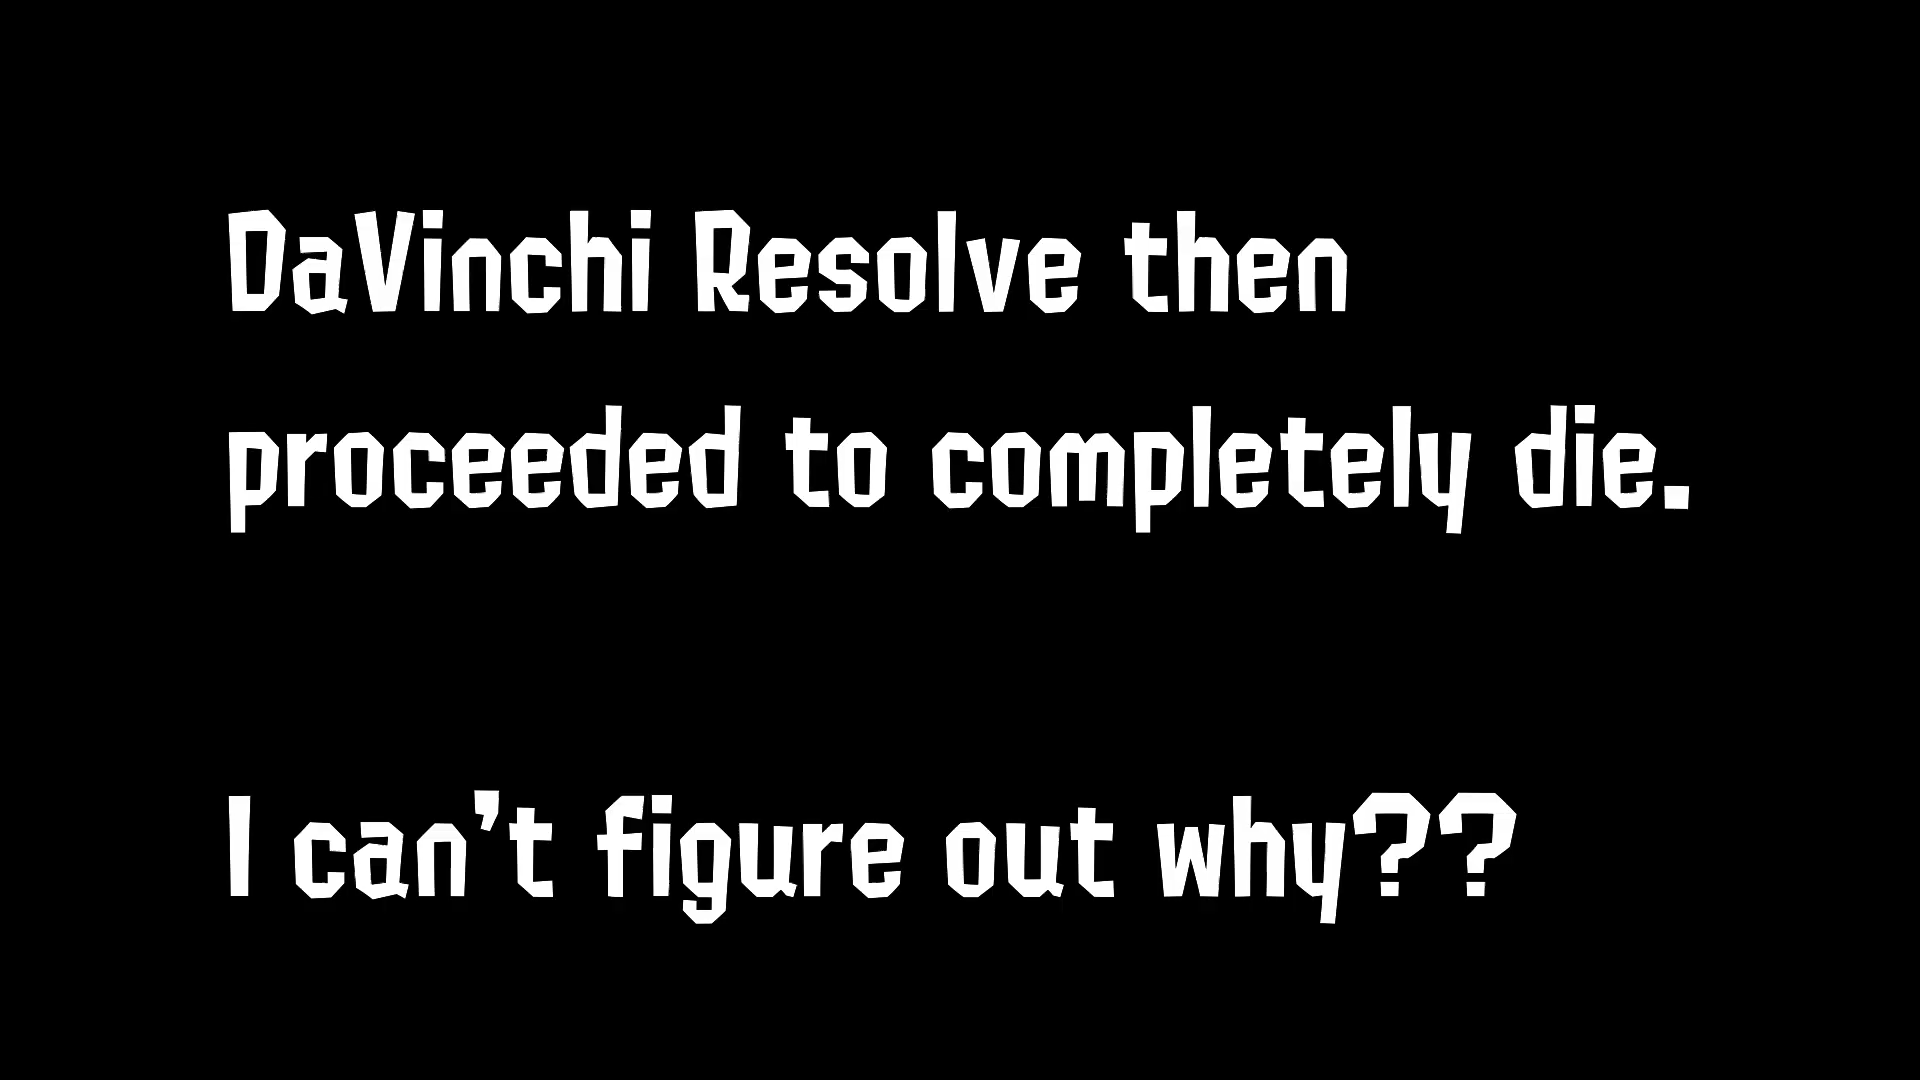 DaVinchi Resolve then
proceeded to completely die.
I can't figure out why??